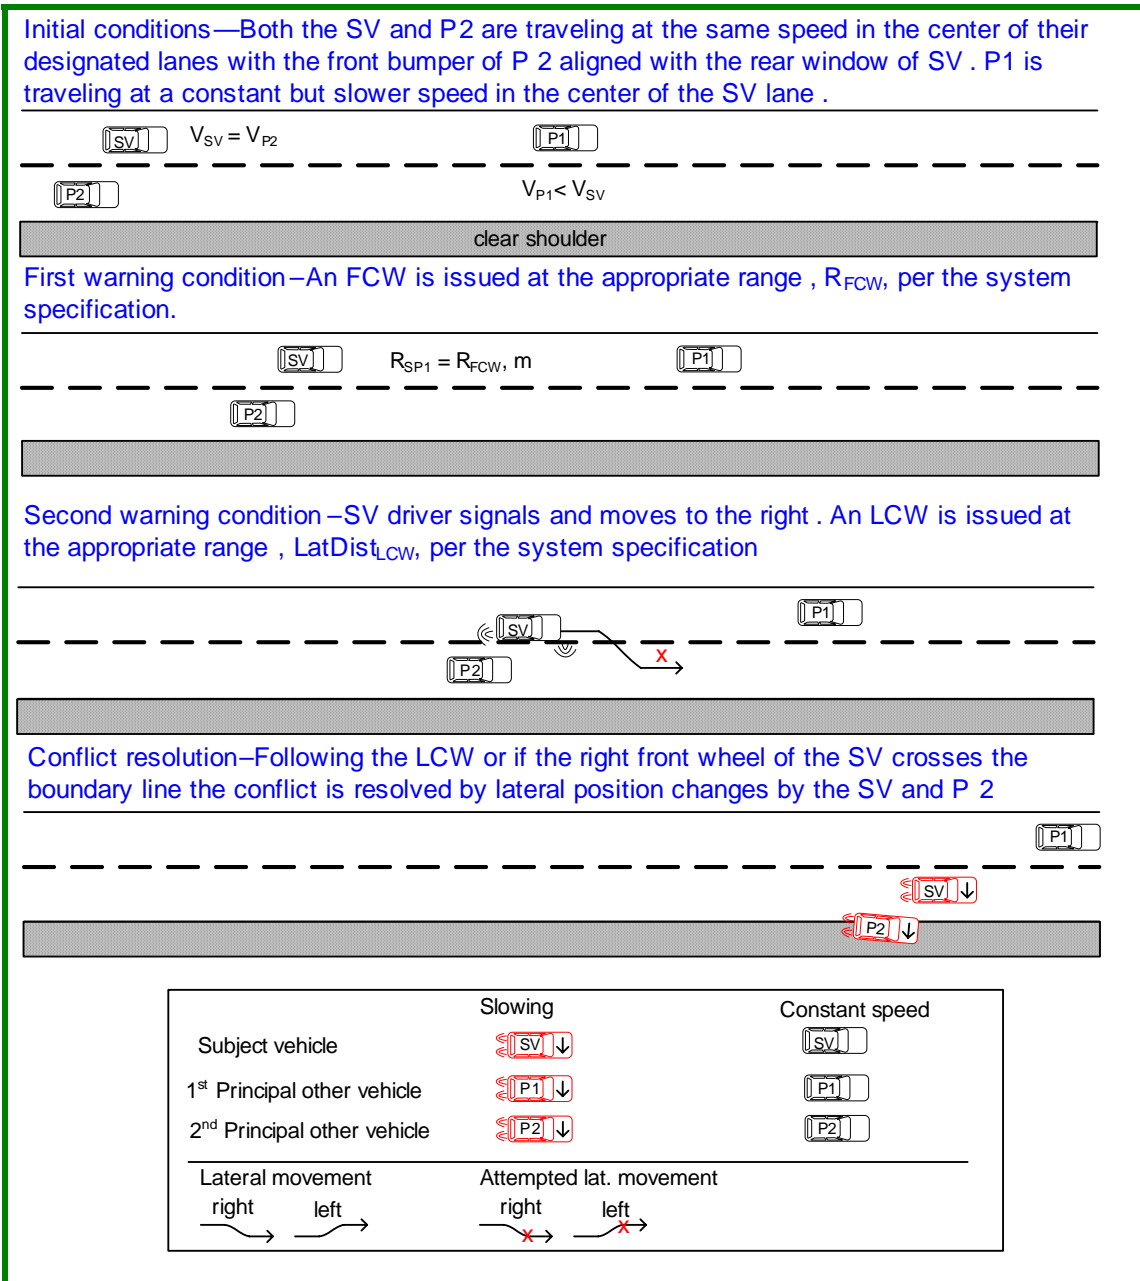 Initial conditions—Both the SV and P2 are traveling at the same speed in the center of their
designated lanes with the front bumper of P 2 aligned with the rear window of SV . P1 is
traveling at a constant but slower speed in the center of the SV lane .
SV VSV = VP2 P1
P2 VP1< VSV
clear shoulder
First warning condition –An FCW is issued at the appropriate range , RFCW, per the system
specification.
SV RSP1 = RFCW, m P1
P2
Second warning condition –SV driver signals and moves to the right . An LCW is issued at
the appropriate range , LatDistLCW, per the system specification
P1
SV
P2 x
Conflict resolution–Following the LCW or if the right front wheel of the SV crosses the
boundary line the conflict is resolved by lateral position changes by the SV and P 2
P1
SV
P2
Slowing Constant speed
Subject vehicle SV SV
1st Principal other vehicle P1 P1
2nd Principal other vehicle P2 P2
Lateral movement Attempted lat. movement
right left right left
x x